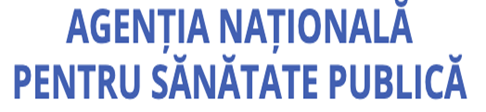 AGENȚIA NAȚIONALĂ
PENTRU SĂNĂTATE PUBLICĂ